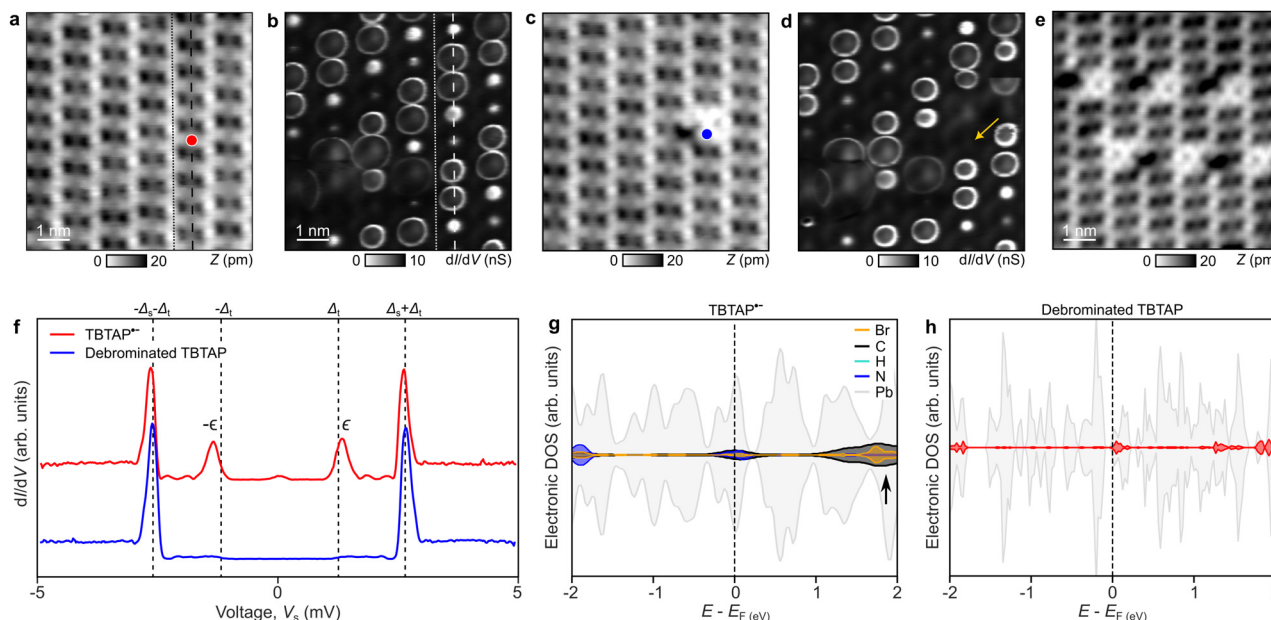 a
b
c
d
e
1 nm
1 nm
1 nm
0 20 Z (pm)
0 10 dI/dV (nS)
0 20 Z (pm)
0 10 dI/dV (nS)
0 20 Z (pm)
f
-Δs-Δt
-Δt
Δt
Δs+Δt
TBTAP•-
Debrominated TBTAP
-ϵ
ϵ
dI/dV (arb. units)
-5
0
5
Voltage, Vs (mV)
g
TBTAP•-
Br
C
H
N
Pb
Electronic DOS (arb. units)
-2
-1
0
1
2
E - EF (eV)
h
Debrominated TBTAP
Electronic DOS (arb. units)
-2
-1
0
1
E - EF (eV)